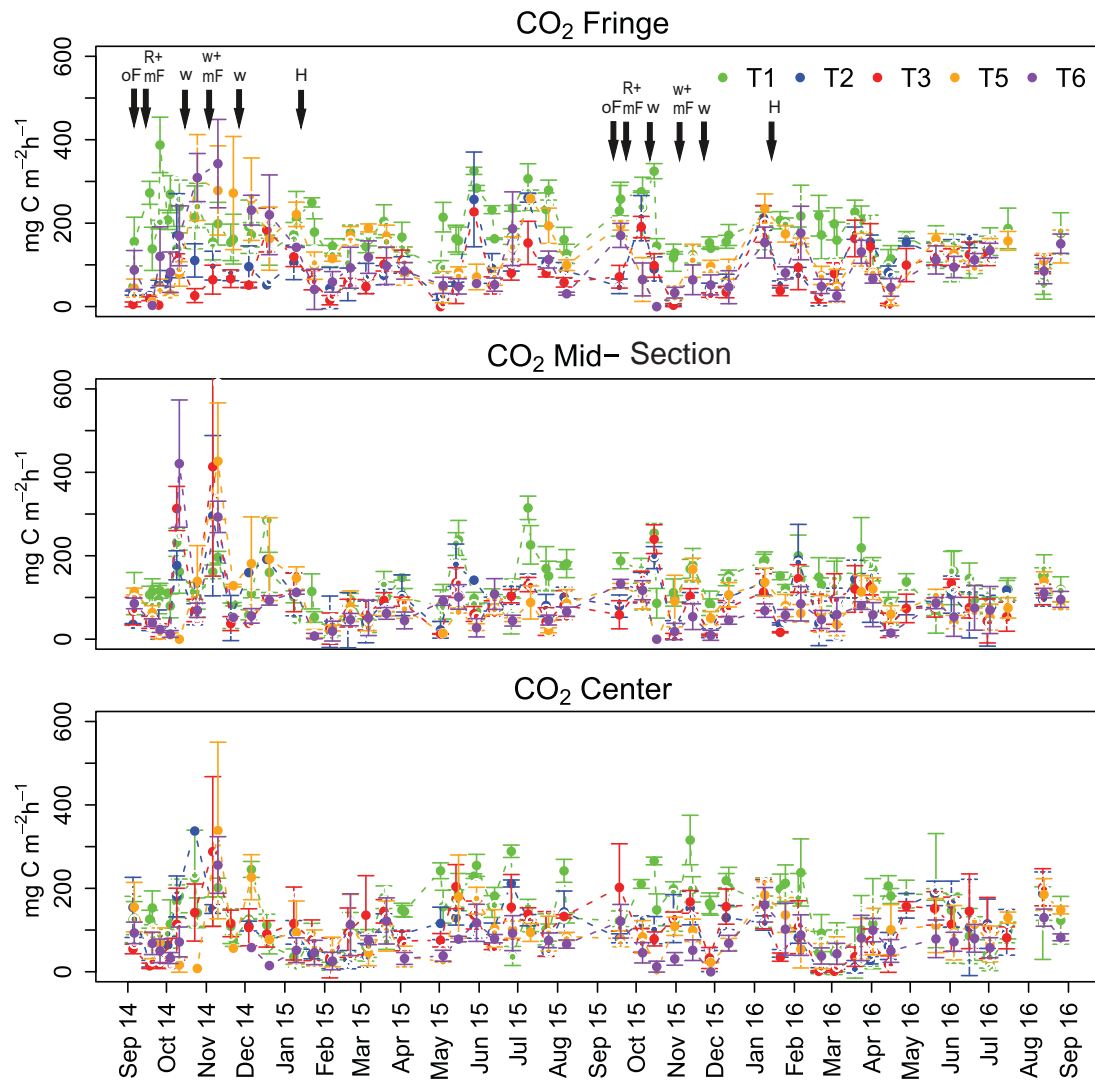 CO₂ Fringe
600
400
200
0
mg C m⁻²h⁻¹
oF R+ mF w w+ mF w H
oF R+ mF w w+ mF w H
T1 T2 T3 T5 T6
CO₂ Mid− Section
600
400
200
0
mg C m⁻²h⁻¹
CO₂ Center
600
400
200
0
mg C m⁻²h⁻¹
Sep 14
Oct 14
Nov 14
Dec 14
Jan 15
Feb 15
Mar 15
Apr 15
May 15
Jun 15
Jul 15
Aug 15
Sep 15
Oct 15
Nov 15
Dec 15
Jan 16
Feb 16
Mar 16
Apr 16
May 16
Jun 16
Jul 16
Aug 16
Sep 16